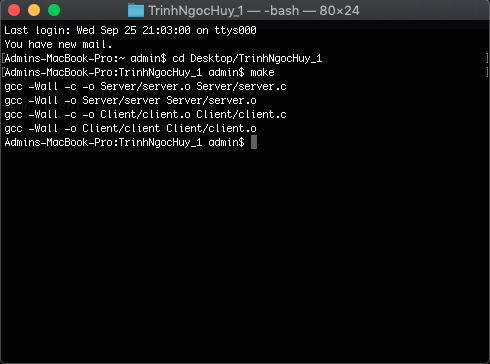 TrinhNgocHuy_1 — -bash — 80×24
Last login: Wed Sep 25 21:03:00 on ttys000
You have new mail.
[Admins-MacBook-Pro:~ admin$ cd Desktop/TrinhNgocHuy_1 ]
[Admins-MacBook-Pro:TrinhNgocHuy_1 admin$ make ]
gcc -Wall -c -o Server/server.o Server/server.c
gcc -Wall -o Server/server Server/server.o
gcc -Wall -c -o Client/client.o Client/client.c
gcc -Wall -o Client/client Client/client.o
Admins-MacBook-Pro:TrinhNgocHuy_1 admin$